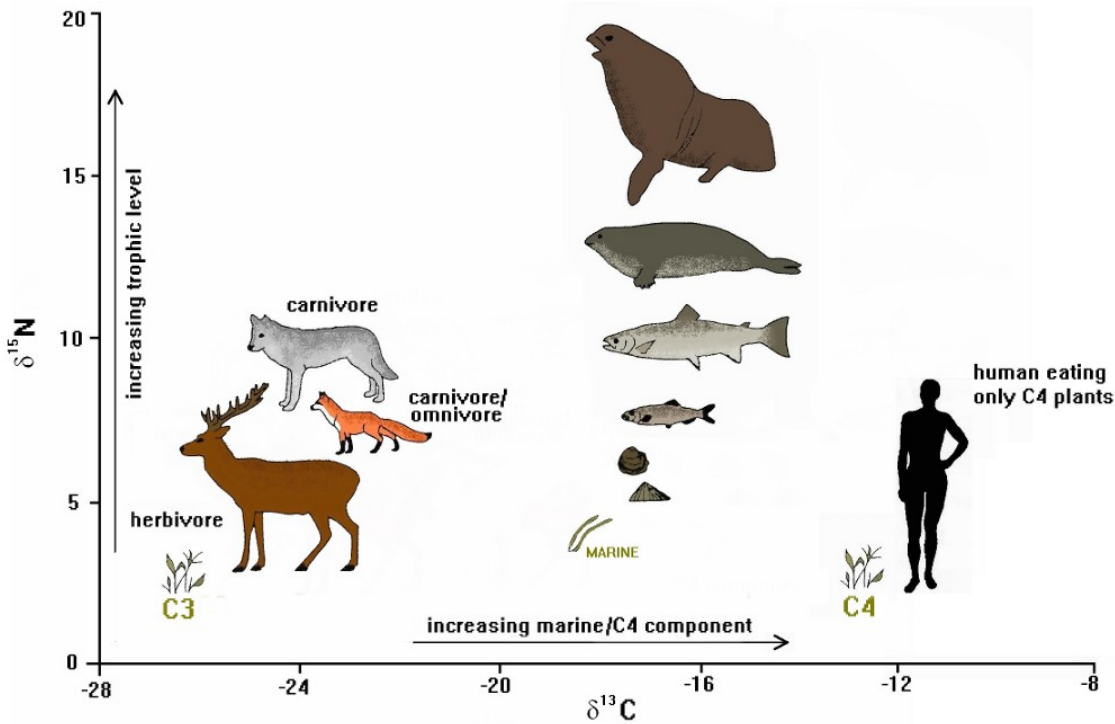 20
15
10
5
0
δ15N
increasing trophic level
carnivore
carnivore/
omnivore
herbivore
C3
MARINE
C4
human eating
only C4 plants
increasing marine/C4 component
-28
-24
-20
-16
-12
-8
δ13C